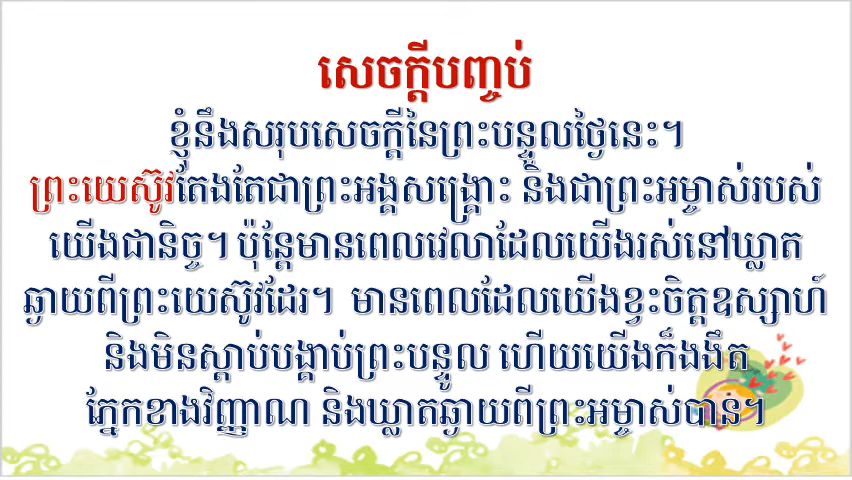 សេចក្ដីបញ្ចប់
ខ្ញុំនឹងសរុបសេចក្ដីនៃព្រះបន្ទូលថ្ងៃនេះ។
ព្រះយេស៊ូវតែងតែជាព្រះអង្គសង្គ្រោះ និងជាព្រះអម្ចាស់របស់
យើងជានិច្ច។ ប៉ុន្តែមានពេលវេលាដែលយើងរស់នៅឃ្លាត
ឆ្ងាយពីព្រះយេស៊ូវដែរ។ មានពេលដែលយើងខ្វះចិត្តឧស្សាហ៍
និងមិនស្ដាប់បង្គាប់ព្រះបន្ទូល ហើយយើងក៏ងងឹត
ភ្នែកខាងវិញ្ញាណ និងឃ្លាតឆ្ងាយពីព្រះអម្ចាស់បាន។